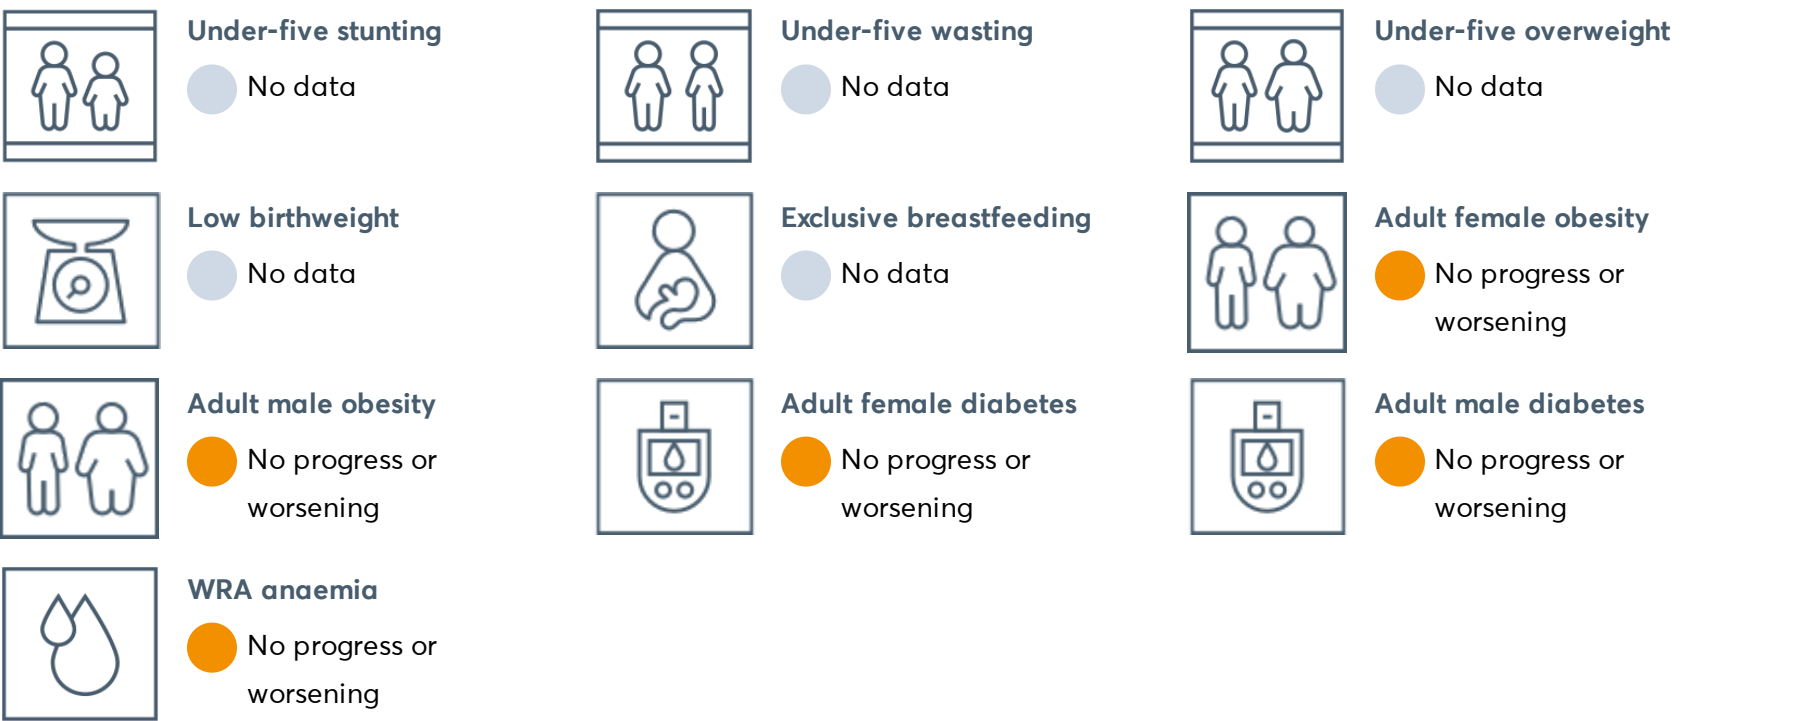 Under-five stunting
No data
Under-five wasting
No data
Under-five overweight
No data
Low birthweight
No data
Exclusive breastfeeding
No data
Adult female obesity
No progress or
worsening
Adult male obesity
No progress or
worsening
Adult female diabetes
No progress or
worsening
Adult male diabetes
No progress or
worsening
WRA anaemia
No progress or
worsening